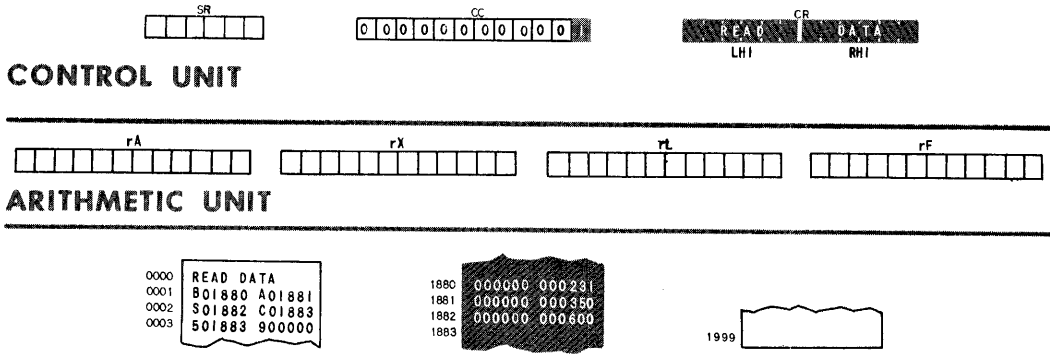 SR CC CR
0 0 0 0 0 0 0 0 0 0 0 1 READ DATA
LHI RHI
CONTROL UNIT
rA rX rL rF
ARITHMETIC UNIT
0000 READ DATA
0001 B01880 A01881
0002 S01882 C01883
0003 501883 900000
1880 000000 000231
1881 000000 000350
1882 000000 000600
1883
1999